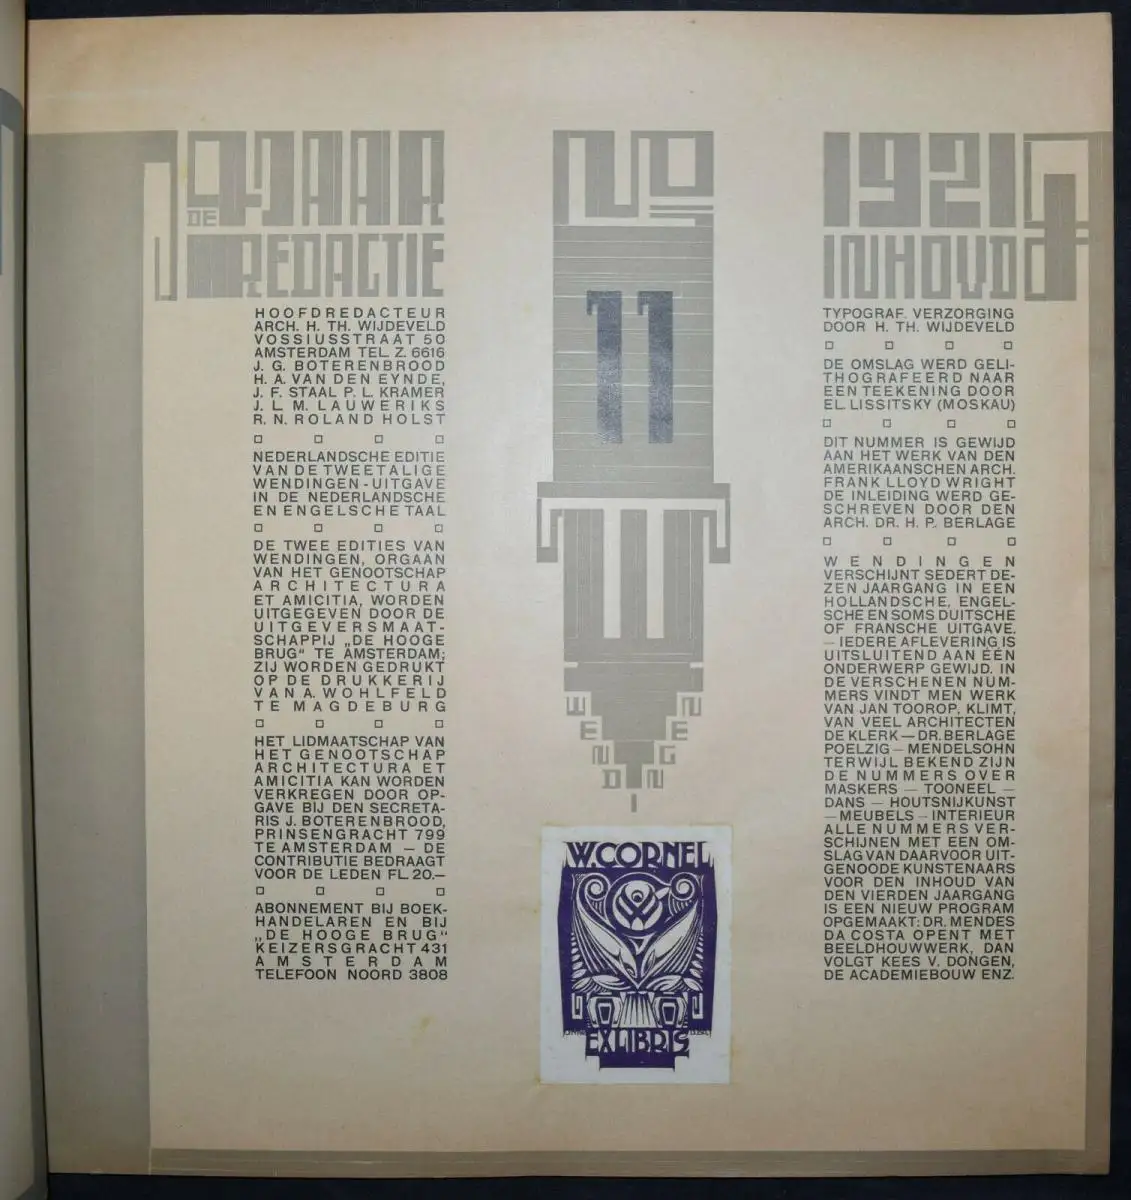 4e JAAR
DE REDACTIE
HOOFDREDACTEUR
ARCH. H. TH. WIJDEVELD
VOSSIUSSTRAAT 50
AMSTERDAM TEL. Z. 6616
J. G. BOTERENBROOD
H. A. VAN DEN EYNDE,
J. F. STAAL P. L. KRAMER
J. L. M. LAUWERIKS
R. N. ROLAND HOLST
NEDERLANDSCHE EDITIE
VAN DE TWEETALIGE
WENDINGEN-UITGAVE
IN DE NEDERLANDSCHE
EN ENGELSCHE TAAL
DE TWEE EDITIES VAN
WENDINGEN, ORGAAN
VAN HET GENOOTSCHAP
ARCHITECTURA
ET AMICITIA, WORDEN
UITGEGEVEN DOOR DE
UITGEVERSMAAT-
SCHAPPIJ „DE HOOGE
BRUG“ TE AMSTERDAM;
ZIJ WORDEN GEDRUKT
OP DE DRUKKERIJ
VAN A. WOHLFELD
TE MAGDEBURG
HET LIDMAATSCHAP VAN
HET GENOOTSCHAP
ARCHITECTURA ET
AMICITIA KAN WORDEN
VERKREGEN DOOR OP-
GAVE BIJ DEN SECRETA-
RIS J. BOTERENBROOD,
PRINSENGRACHT 799
TE AMSTERDAM — DE
CONTRIBUTIE BEDRAAGT
VOOR DE LEDEN FL. 20.—
ABONNEMENT BIJ BOEK-
HANDELAREN EN BIJ
„DE HOOGE BRUG“
KEIZERSGRACHT 431
AMSTERDAM
TELEFOON NOORD 3808
NOS
11
WENDINGEN
W. CORNEL
EXLIBRIS
1921
INHOUD
TYPOGRAF. VERZORGING
DOOR H. TH. WIJDEVELD
DE OMSLAG WERD GELI-
THOGRAFEERD NAAR
EEN TEEKENING DOOR
EL. LISSITSKY (MOSKAU)
DIT NUMMER IS GEWIJD
AAN HET WERK VAN DEN
AMERIKAANSCHEN ARCH.
FRANK LLOYD WRIGHT
DE INLEIDING WERD GE-
SCHREVEN DOOR DEN
ARCH. DR. H. P. BERLAGE
WENDINGEN
VERSCHIJNT SEDERT DE-
ZEN JAARGANG IN EEN
HOLLANDSCHE, ENGEL-
SCHE EN SOMS DUITSCHE
OF FRANSCHE UITGAVE.
— IEDERE AFLEVERING IS
UITSLUITEND AAN ÉÉN
ONDERWERP GEWIJD. IN
DE VERSCHENEN NUM-
MERS VINDT MEN WERK
VAN JAN TOOROP, KLIMT,
VAN VEEL ARCHITECTEN
DE KLERK — DR. BERLAGE
POELZIG — MENDELSOHN
TERWIJL BEKEND ZIJN
DE NUMMERS OVER
MASKERS — TOONEEL —
DANS — HOUTSNIJKUNST
— MEUBELS — INTERIEUR
ALLE NUMMERS VER-
SCHIJNEN MET EEN OM-
SLAG VAN DAARVOOR UIT-
GENOODE KUNSTENAARS
VOOR DEN INHOUD VAN
DEN VIERDEN JAARGANG
IS EEN NIEUW PROGRAM
OPGEMAAKT: DR. MENDES
DA COSTA OPENT MET
BEELDHOUWWERK, DAN
VOLGT KEES V. DONGEN,
DE ACADEMIEBOUW ENZ.